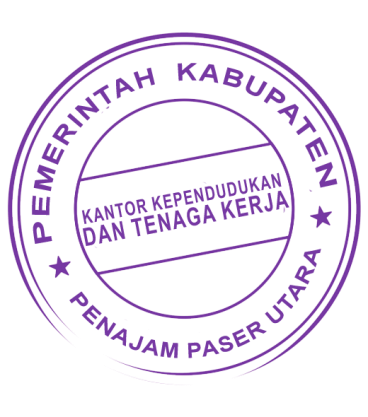 PEMERINTAH KABUPATEN
KANTOR KEPENDUDUKAN
DAN TENAGA KERJA
PENAJAM PASER UTARA